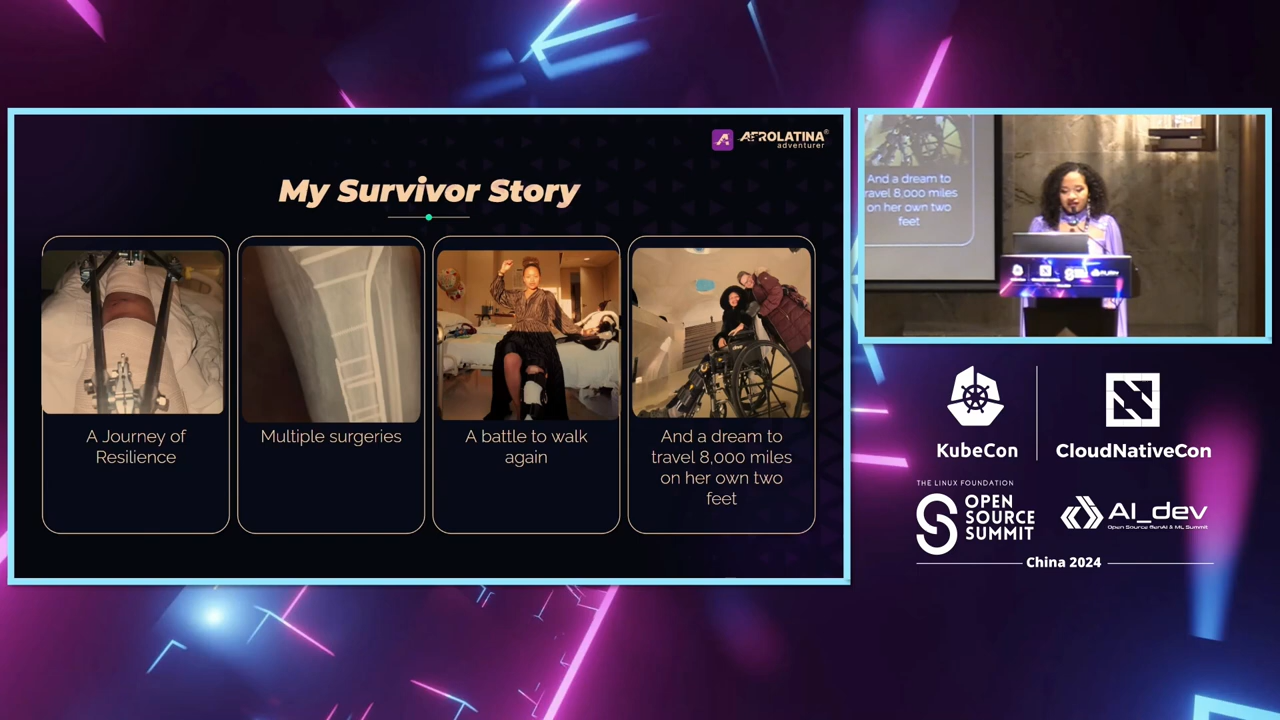 AFROLATINA®
adventurer
My Survivor Story
A Journey of
Resilience
Multiple surgeries
A battle to walk
again
And a dream to
travel 8,000 miles
on her own two
feet
And a dream to
ravel 8,000 miles
on her own two
feet
KubeCon
CloudNativeCon
THE LINUX FOUNDATION
OPEN
SOURCE
SUMMIT
AI_dev
Open Source GenAI & ML Summit
China 2024